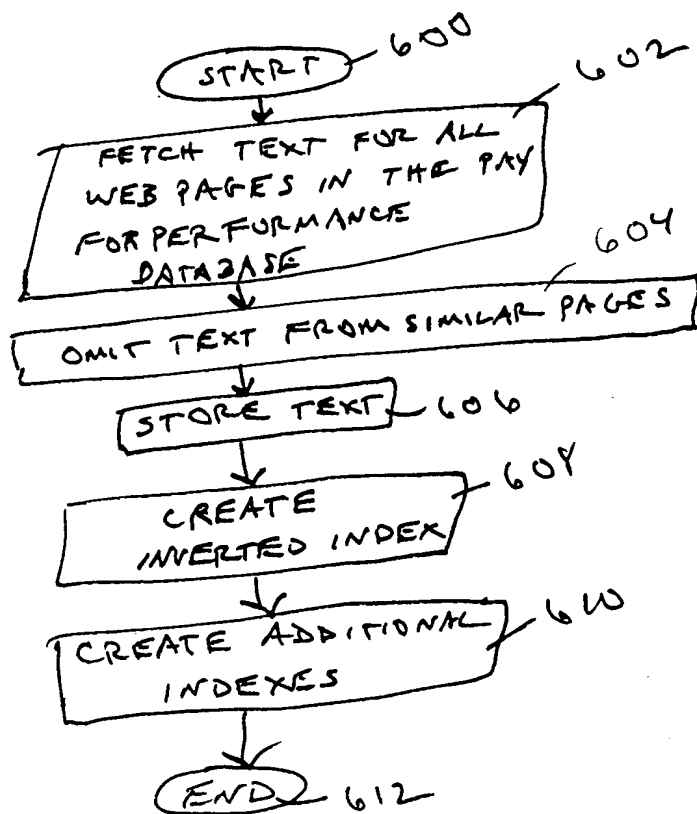 START 600
602
FETCH TEXT FOR ALL
WEB PAGES IN THE PAY
FOR PERFORMANCE
DATABASE
604
OMIT TEXT FROM SIMILAR PAGES
STORE TEXT 606
608
CREATE
INVERTED INDEX
610
CREATE ADDITIONAL
INDEXES
END 612